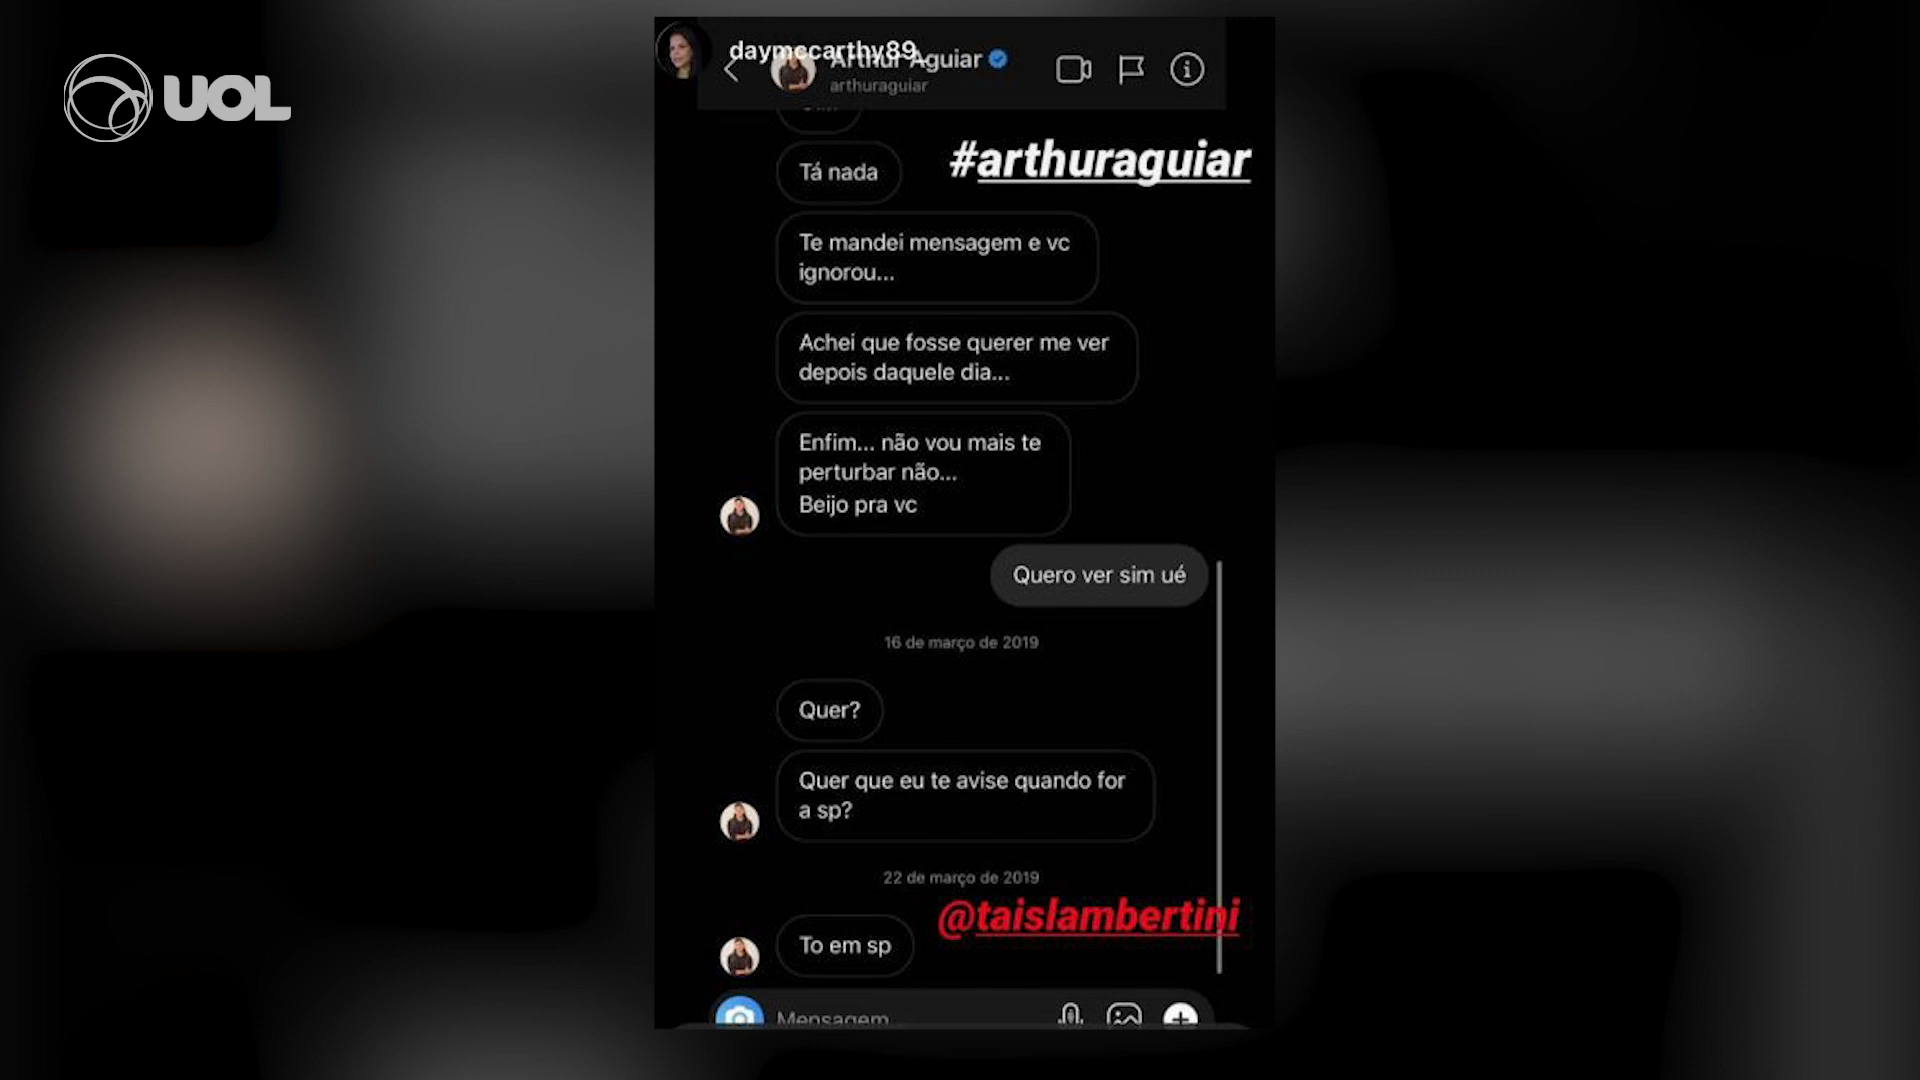 UOL
daymccarthy89_
Arthur Aguiar
arthuraguiar
#arthuraguiar
Tá nada
Te mandei mensagem e vc
ignorou...
Achei que fosse querer me ver
depois daquele dia...
Enfim... não vou mais te
perturbar não...
Beijo pra vc
Quero ver sim ué
16 de março de 2019
Quer?
Quer que eu te avise quando for
a sp?
22 de março de 2019
@taislambertini
To em sp
Mensagem...